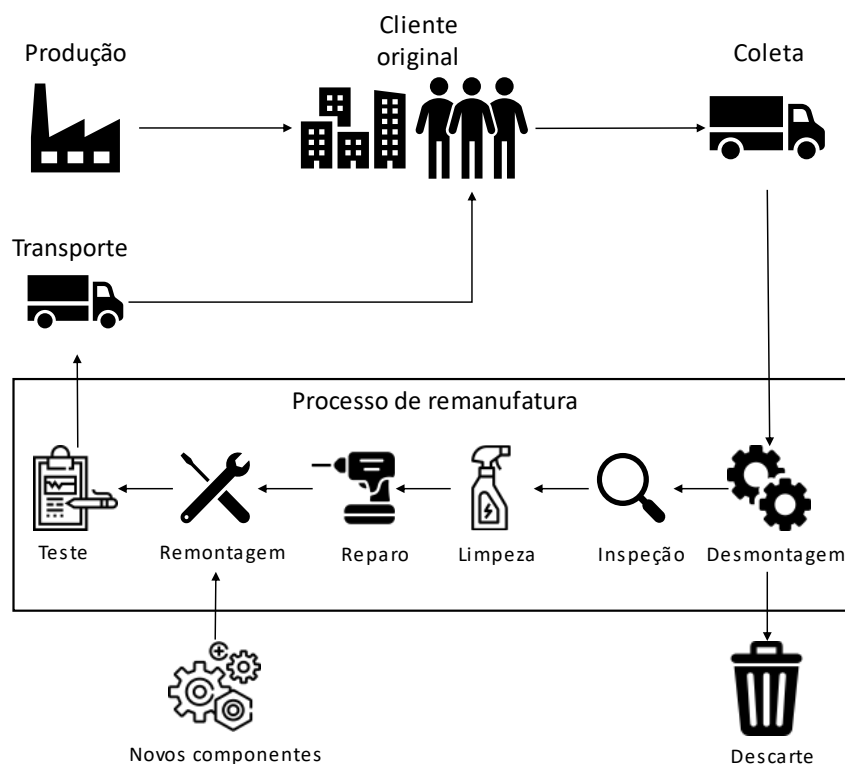 Produção
Cliente
original
Coleta
Transporte
Processo de remanufatura
Teste
Remontagem
Reparo
Limpeza
Inspeção
Desmontagem
Novos componentes
Descarte